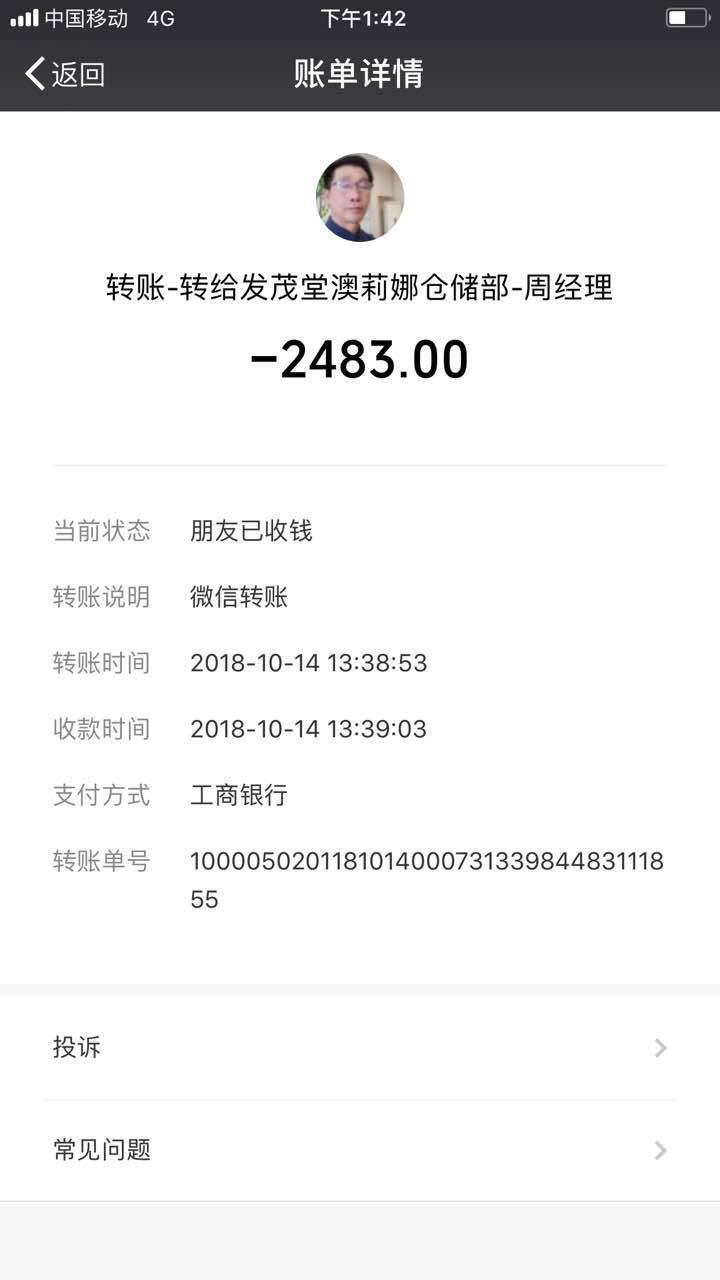 中国移动 4G 下午1:42
返回 账单详情
转账-转给发茂堂澳莉娜仓储部-周经理
-2483.00
当前状态 朋友已收钱
转账说明 微信转账
转账时间 2018-10-14 13:38:53
收款时间 2018-10-14 13:39:03
支付方式 工商银行
转账单号 1000050201181014000731339844831118
55
投诉
常见问题